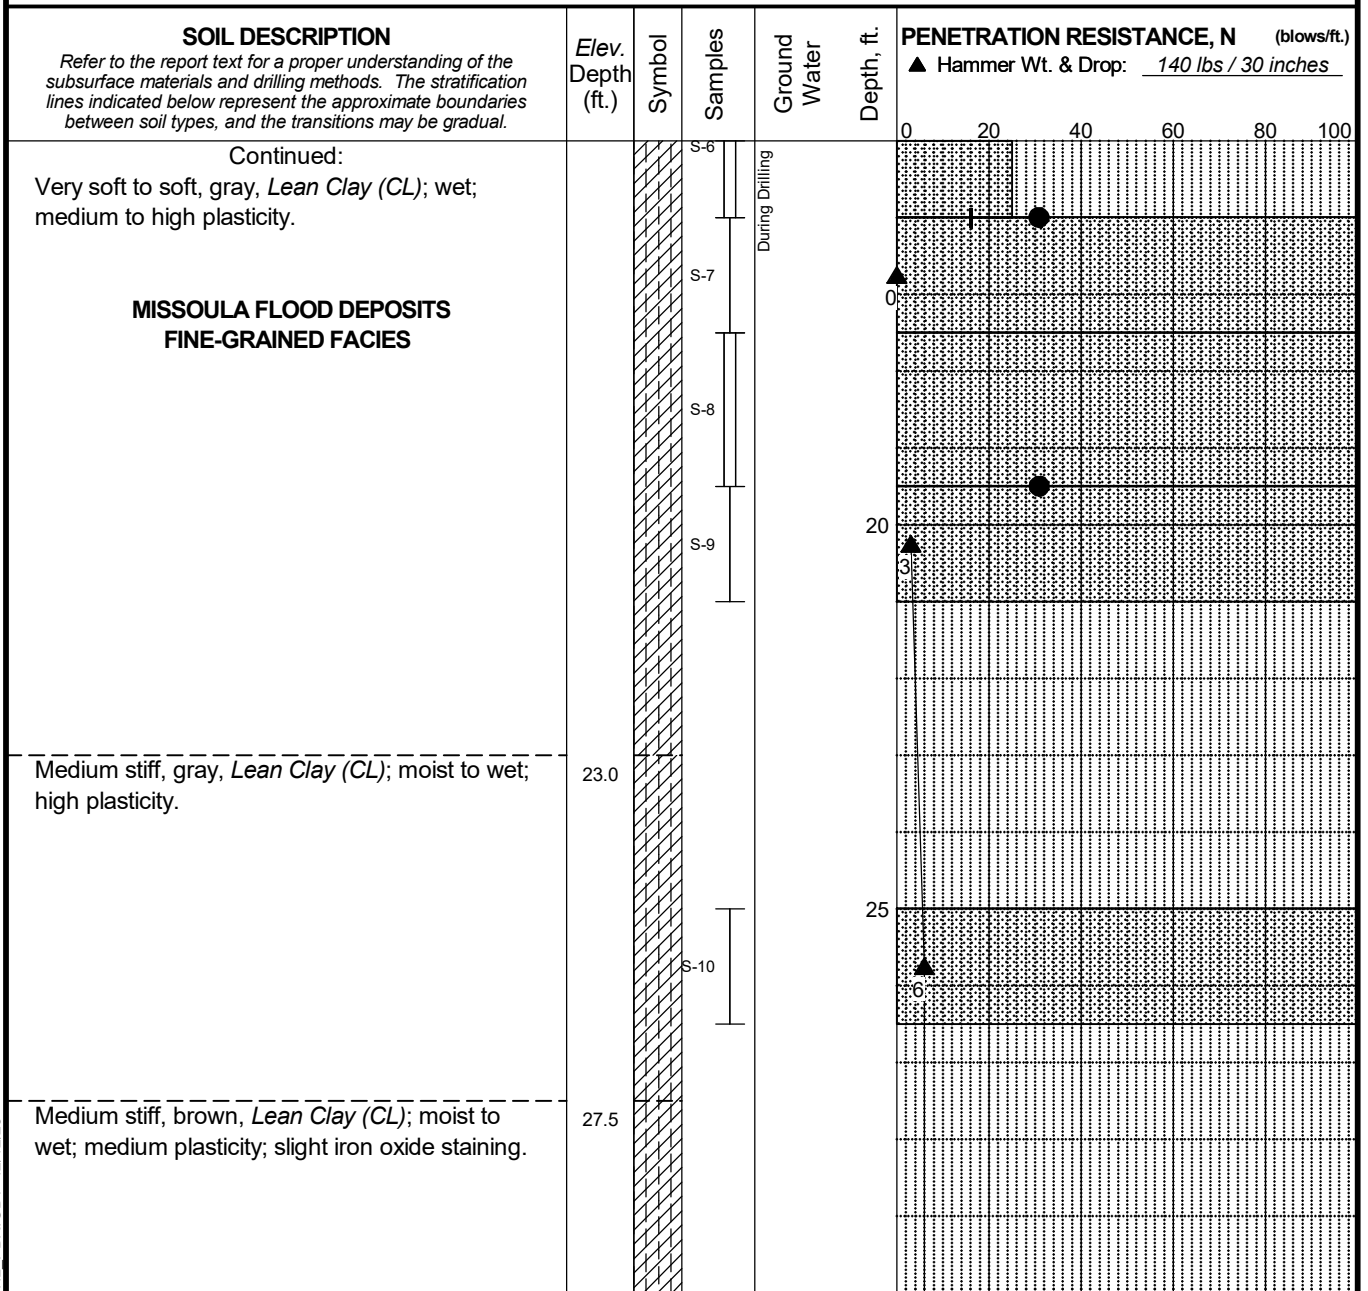 SOIL DESCRIPTION
Refer to the report text for a proper understanding of the
subsurface materials and drilling methods. The stratification
lines indicated below represent the approximate boundaries
between soil types, and the transitions may be gradual.
Elev.
Depth
(ft.)
Symbol
Samples
Ground
Water
Depth, ft.
PENETRATION RESISTANCE, N (blows/ft.)
▲ Hammer Wt. & Drop: 140 lbs / 30 inches
0 20 40 60 80 100
Continued:
Very soft to soft, gray, Lean Clay (CL); wet;
medium to high plasticity.
MISSOULA FLOOD DEPOSITS
FINE-GRAINED FACIES
S-6
During Drilling
S-7
0
S-8
20
S-9
3
Medium stiff, gray, Lean Clay (CL); moist to wet;
high plasticity.
23.0
25
S-10
6
Medium stiff, brown, Lean Clay (CL); moist to
wet; medium plasticity; slight iron oxide staining.
27.5